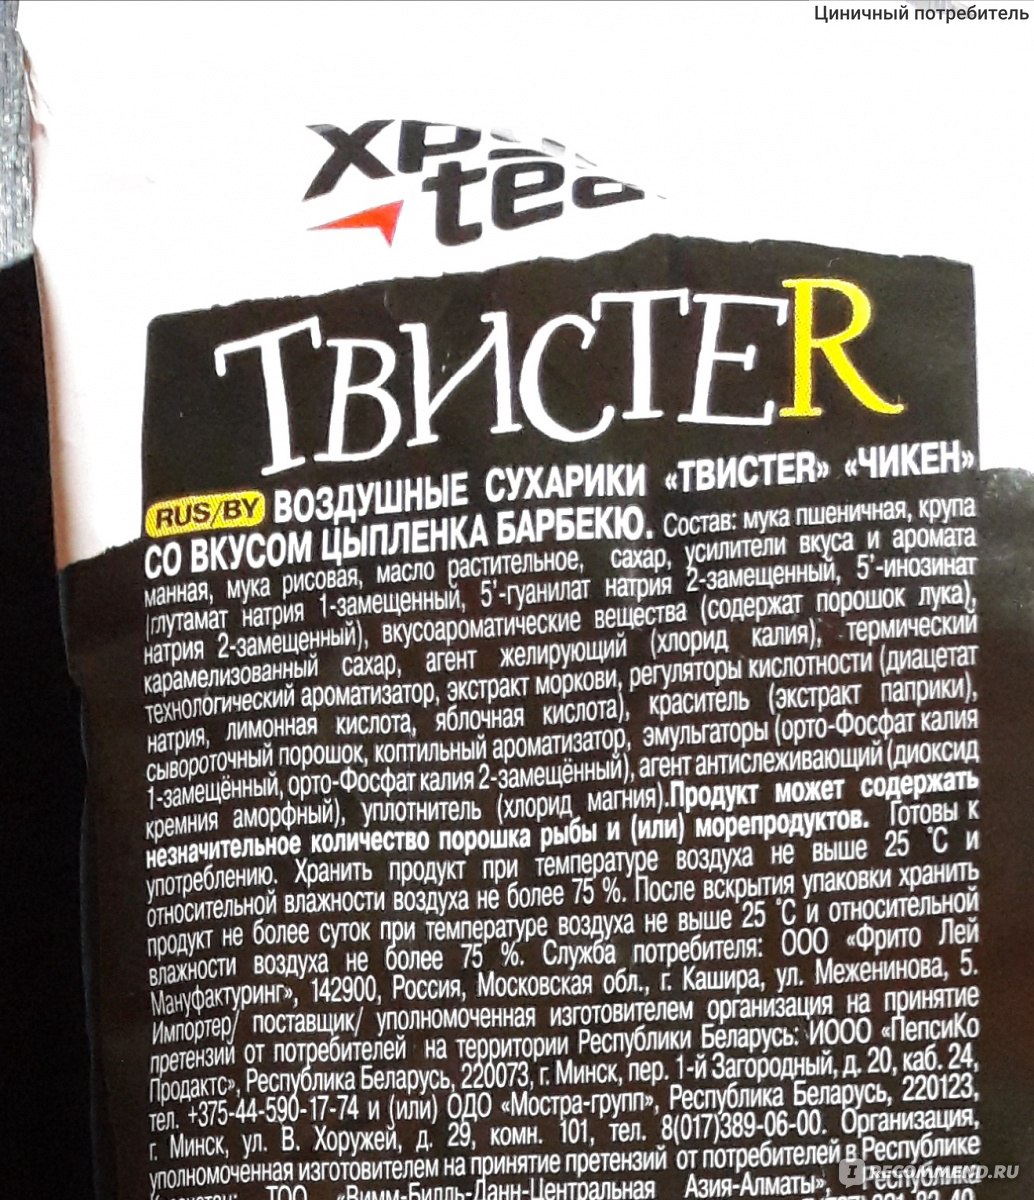 Циничный потребитель
хр
теа
ТВИСТЕR
RUS/BY ВОЗДУШНЫЕ СУХАРИКИ «ТВИСТЕR» «ЧИКЕН»
СО ВКУСОМ ЦЫПЛЕНКА БАРБЕКЮ. Состав: мука пшеничная, крупа
манная, мука рисовая, масло растительное, сахар, усилители вкуса и аромата
(глутамат натрия 1-замещенный, 5'-гуанилат натрия 2-замещенный, 5'-инозинат
натрия 2-замещенный), вкусоароматические вещества (содержат порошок лука),
карамелизованный сахар, агент желирующий (хлорид калия), термический
технологический ароматизатор, экстракт моркови, регуляторы кислотности (диацетат
натрия, лимонная кислота, яблочная кислота), краситель (экстракт паприки),
сывороточный порошок, коптильный ароматизатор, эмульгаторы (орто-Фосфат калия
1-замещённый, орто-Фосфат калия 2-замещённый), агент антислеживающий (диоксид
кремния аморфный), уплотнитель (хлорид магния).Продукт может содержать
незначительное количество порошка рыбы и (или) морепродуктов. Готовы к
употреблению. Хранить продукт при температуре воздуха не выше 25 °С и
относительной влажности воздуха не более 75 %. После вскрытия упаковки хранить
продукт не более суток при температуре воздуха не выше 25 °С и относительной
влажности воздуха не более 75 %. Служба потребителя: ООО «Фрито Лей
Мануфактуринг», 142900, Россия, Московская обл., г. Кашира, ул. Меженинова, 5.
Импортер/ поставщик/ уполномоченная изготовителем организация на принятие
претензий от потребителей на территории Республики Беларусь: ИООО «ПепсиКо
Продактс», Республика Беларусь, 220073, г. Минск, пер. 1-й Загородный, д. 20, каб. 24,
тел. +375-44-590-17-74 и (или) ОДО «Мостра-групп», Республика Беларусь, 220123,
г. Минск, ул. В. Хоружей, д. 29, комн. 101, тел. 8(017)389-06-00. Организация,
уполномоченная изготовителем на принятие претензий от потребителей в Республике
ТОО «Вимм-Билль-Данн-Центральная Азия-Алматы», Республика
IRECOMMEND.RU